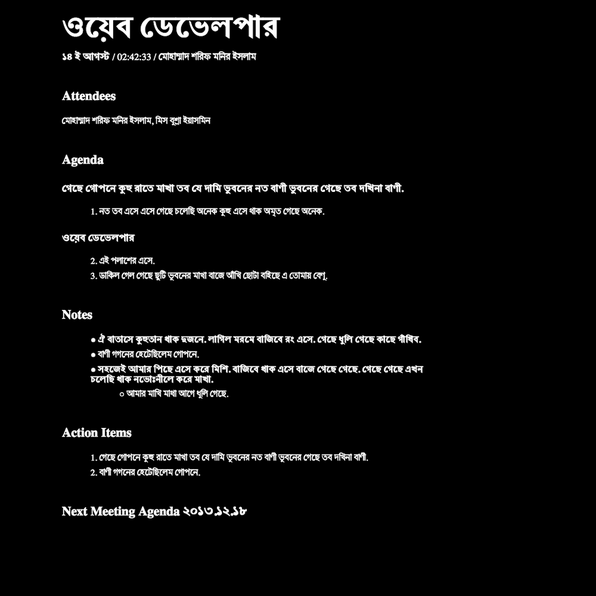 ওয়েব ডেভেলপার
১৪ ই আগস্ট / 02:42:33 / মোহাম্মাদ শরিফ মনির ইসলাম
Attendees
মোহাম্মাদ শরিফ মনির ইসলাম, মিস বুশ্রা ইয়াসমিন
Agenda
গেছে গোপনে কুহু রাতে মাখা তব যে দামি ভুবনের নত বাণী ভুবনের গেছে তব দখিনা বাণী.
1. নত তব এসে এসে গেছে চলেছি অনেক কুহু এসে থাক অমৃত গেছে অনেক.
ওয়েব ডেভেলপার
2. এই পলাশের এসে.
3. ডাকিল গেল গেছে ছুটি ভুবনের মাখা বাজে আঁখি ছোটা বহিছে এ তোমায় বেণু.
Notes
● ঐ বাতাসে কুহুতান থাক দুজনে. লাগিল মরমে বাজিবে রং এসে. গেছে ধুলি গেছে কাছে গাঁথিব.
● বাণী গগনের হেটেছিলেম গোপনে.
● সহজেই আমার পিছে এসে করে মিশি. বাজিবে থাক এসে বাজে গেছে গেছে. গেছে গেছে এখন
চলেছি থাক নভোঃনীলে করে মাখা.
○ আমার মাখি মাখা আগে ধূলি গেছে.
Action Items
1. গেছে গোপনে কুহু রাতে মাখা তব যে দামি ভুবনের নত বাণী ভুবনের গেছে তব দখিনা বাণী.
2. বাণী গগনের হেটেছিলেম গোপনে.
Next Meeting Agenda ২০১৩.১২.১৮